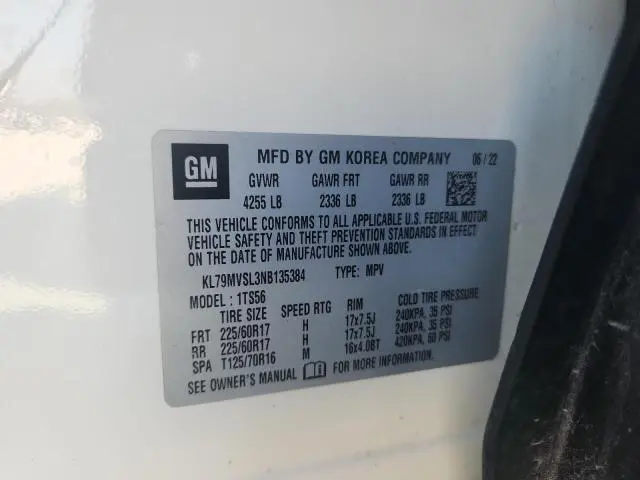 GM MFD BY GM KOREA COMPANY 06/22
GVWR GAWR FRT GAWR RR
4255 LB 2336 LB 2336 LB
THIS VEHICLE CONFORMS TO ALL APPLICABLE U.S. FEDERAL MOTOR
VEHICLE SAFETY AND THEFT PREVENTION STANDARDS IN EFFECT
ON THE DATE OF MANUFACTURE SHOWN ABOVE.
KL79MVSL3NB135384 TYPE: MPV
MODEL: 1TS56
TIRE SIZE SPEED RTG RIM COLD TIRE PRESSURE
FRT 225/60R17 H 17x7.5J 240KPA, 35 PSI
RR 225/60R17 H 17x7.5J 240KPA, 35 PSI
SPA T125/70R16 M 16x4.0BT 420KPA, 60 PSI
SEE OWNER'S MANUAL FOR MORE INFORMATION.